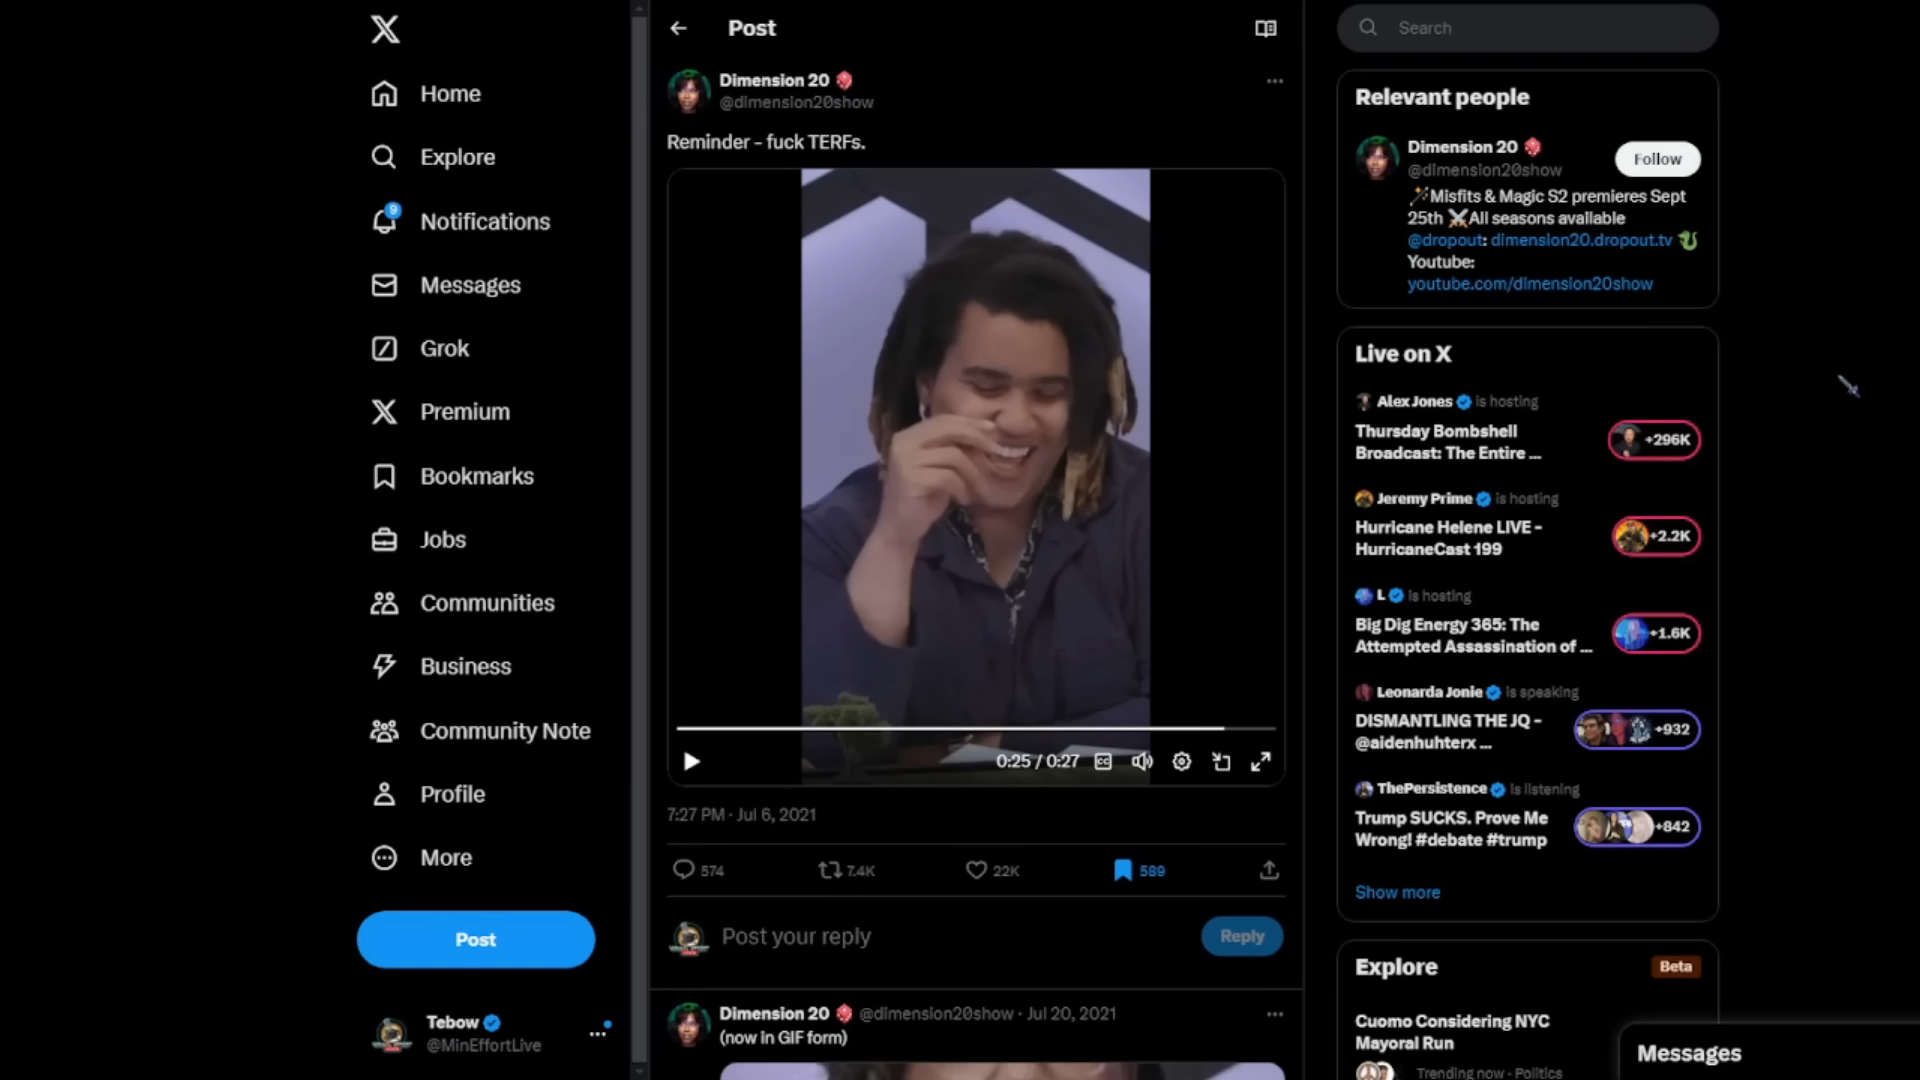 Home
Explore
9
Notifications
Messages
Grok
Premium
Bookmarks
Jobs
Communities
Business
Community Note
Profile
More
Post
Tebow
@MinEffortLive
Post
Dimension 20
@dimension20show
Reminder - fuck TERFs.
0:25 / 0:27
7:27 PM · Jul 6, 2021
574
7.4K
22K
589
Post your reply
Reply
Dimension 20 @dimension20show · Jul 20, 2021
(now in GIF form)
Search
Relevant people
Dimension 20
@dimension20show
Follow
Misfits & Magic S2 premieres Sept
25th All seasons available
@dropout: dimension20.dropout.tv
Youtube:
youtube.com/dimension20show
Live on X
Alex Jones is hosting
Thursday Bombshell
Broadcast: The Entire ...
+296K
Jeremy Prime is hosting
Hurricane Helene LIVE -
HurricaneCast 199
+2.2K
L is hosting
Big Dig Energy 365: The
Attempted Assassination of ...
+1.6K
Leonarda Jonie is speaking
DISMANTLING THE JQ -
@aidenhuhterx ...
+932
ThePersistence is listening
Trump SUCKS. Prove Me
Wrong! #debate #trump
+842
Show more
Explore
Beta
Cuomo Considering NYC
Mayoral Run
Trending now · Politics
Messages